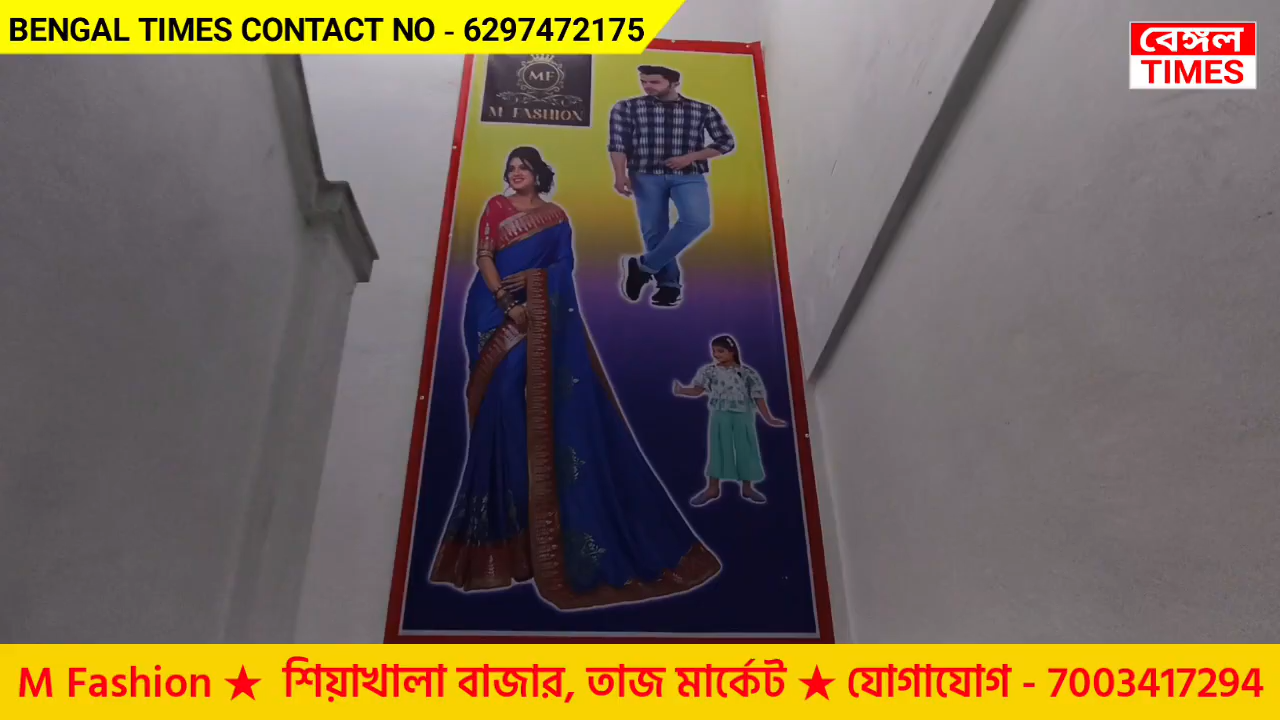 BENGAL TIMES CONTACT NO - 6297472175
বেঙ্গল
TIMES
MF
M FASHION
M Fashion ★ শিয়াখালা বাজার, তাজ মার্কেট ★ যোগাযোগ - 7003417294